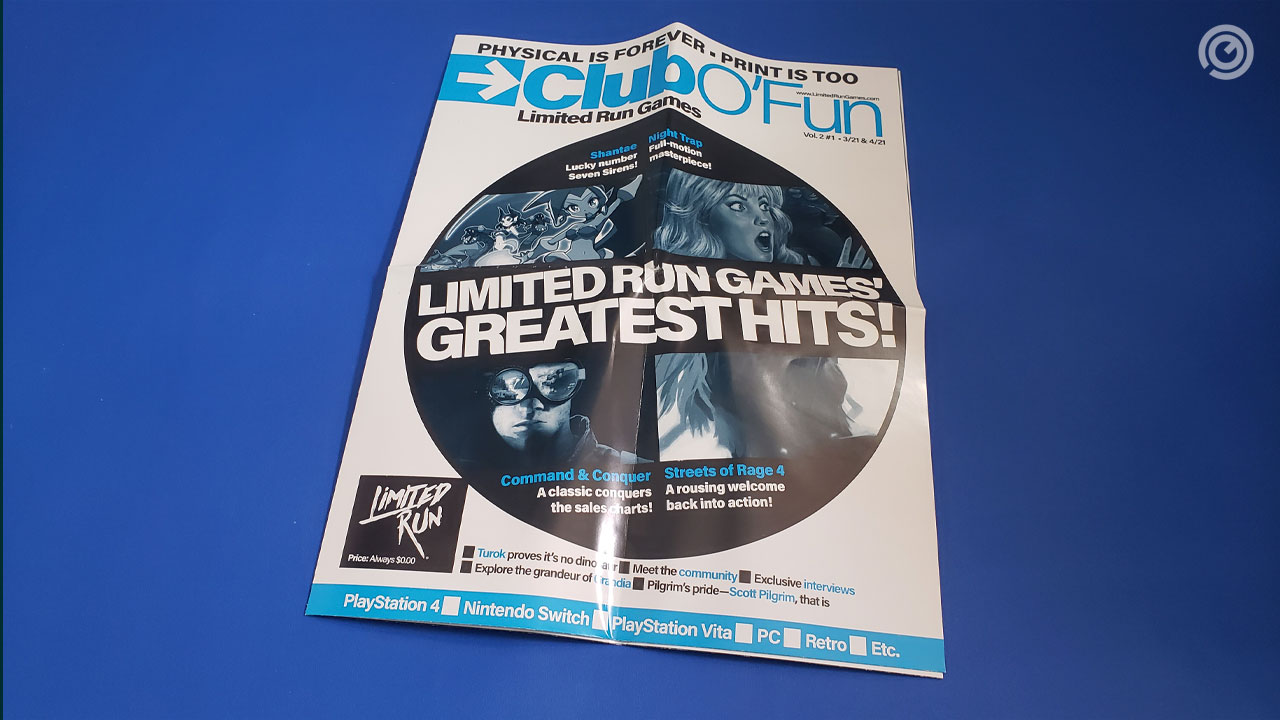 PHYSICAL IS FOREVER • PRINT IS TOO
Club O'Fun
www.LimitedRunGames.com
Limited Run Games
Vol. 2 #1 • 3/21 & 4/21
Shantae
Lucky number
Seven Sirens!
Night Trap
Full-motion
masterpiece!
LIMITED RUN GAMES'
GREATEST HITS!
Command & Conquer
A classic conquers
the sales charts!
Streets of Rage 4
A rousing welcome
back into action!
LIMITED
RUN
Price: Always $0.00
Turok proves it's no dinosaur Meet the community Exclusive interviews
Explore the grandeur of Grandia Pilgrim's pride—Scott Pilgrim, that is
PlayStation 4 Nintendo Switch PlayStation Vita PC Retro Etc.